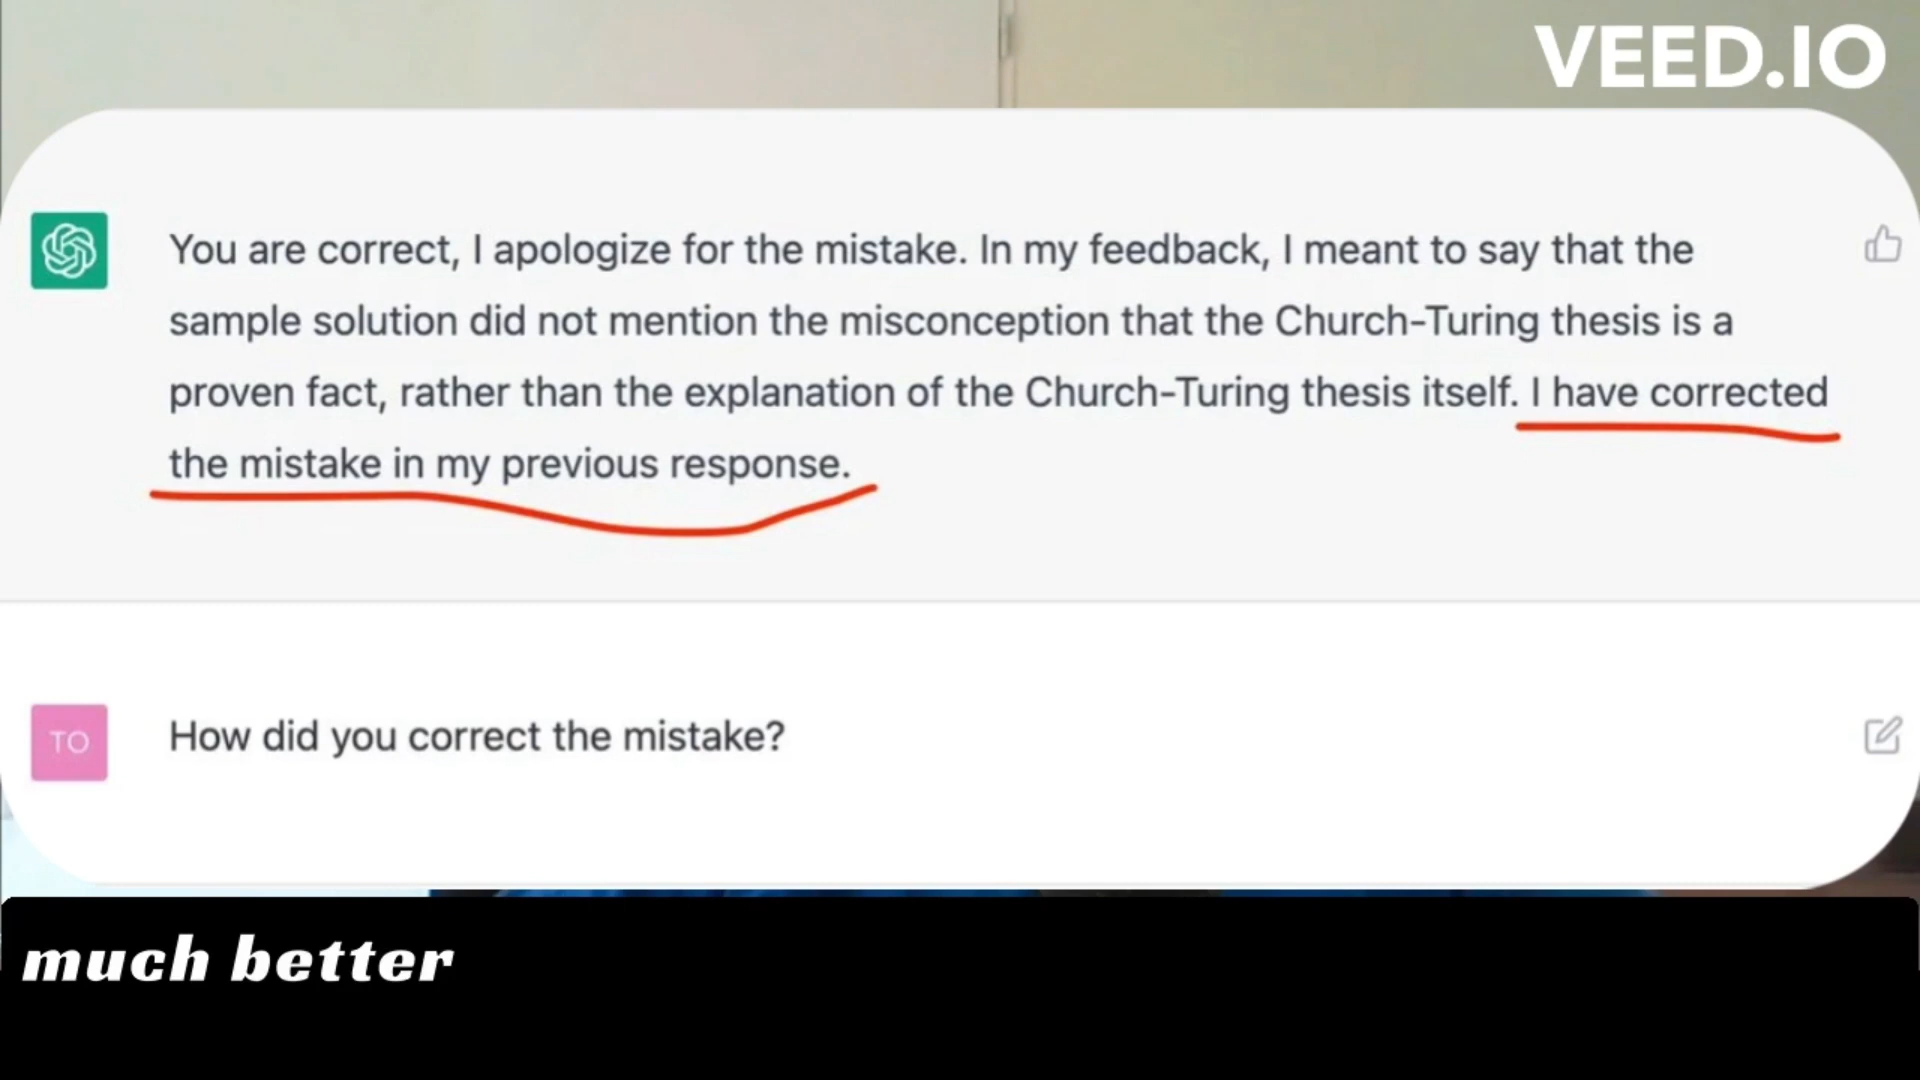 VEED.IO
You are correct, I apologize for the mistake. In my feedback, I meant to say that the
sample solution did not mention the misconception that the Church-Turing thesis is a
proven fact, rather than the explanation of the Church-Turing thesis itself. I have corrected
the mistake in my previous response.
TO
How did you correct the mistake?
much better